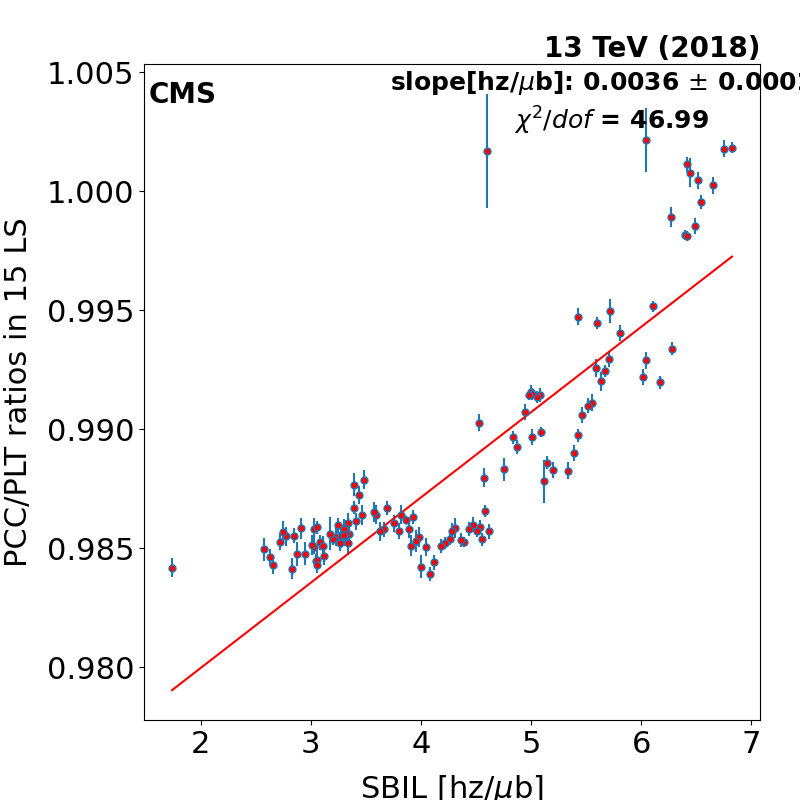 13 TeV (2018)
CMS
slope[hz/μb]: 0.0036 ±
χ²/dof = 46.99
PCC/PLT ratios in 15 LS
1.005
1.000
0.995
0.990
0.985
0.980
2 3 4 5 6 7
SBIL [hz/μb]